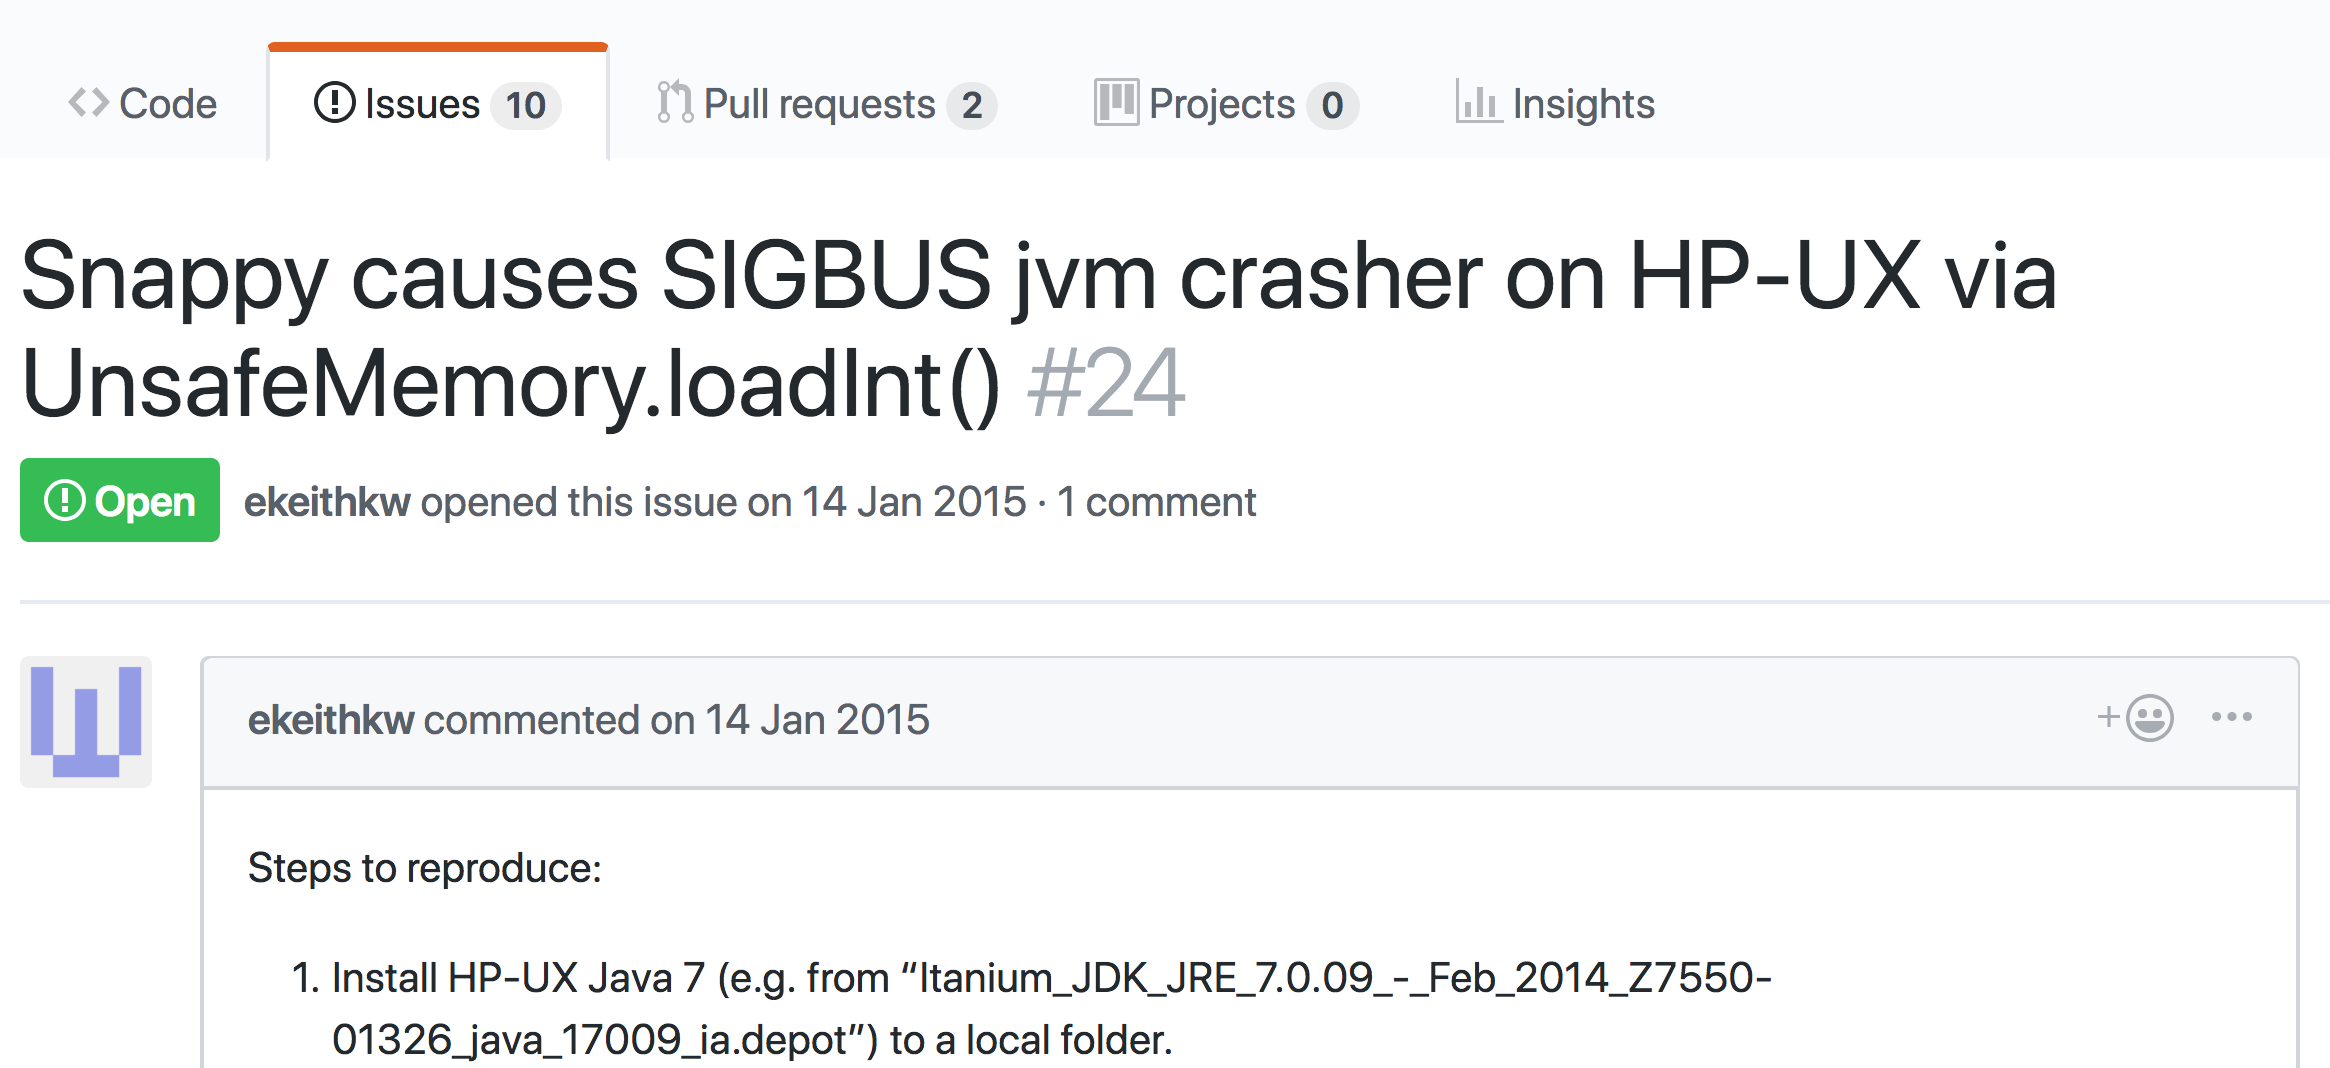 Code Issues 10 Pull requests 2 Projects 0 Insights
Snappy causes SIGBUS jvm crasher on HP-UX via
UnsafeMemory.loadInt() #24
Open ekeithkw opened this issue on 14 Jan 2015 · 1 comment
ekeithkw commented on 14 Jan 2015
Steps to reproduce:
1. Install HP-UX Java 7 (e.g. from “Itanium_JDK_JRE_7.0.09_-_Feb_2014_Z7550-
01326_java_17009_ia.depot”) to a local folder.